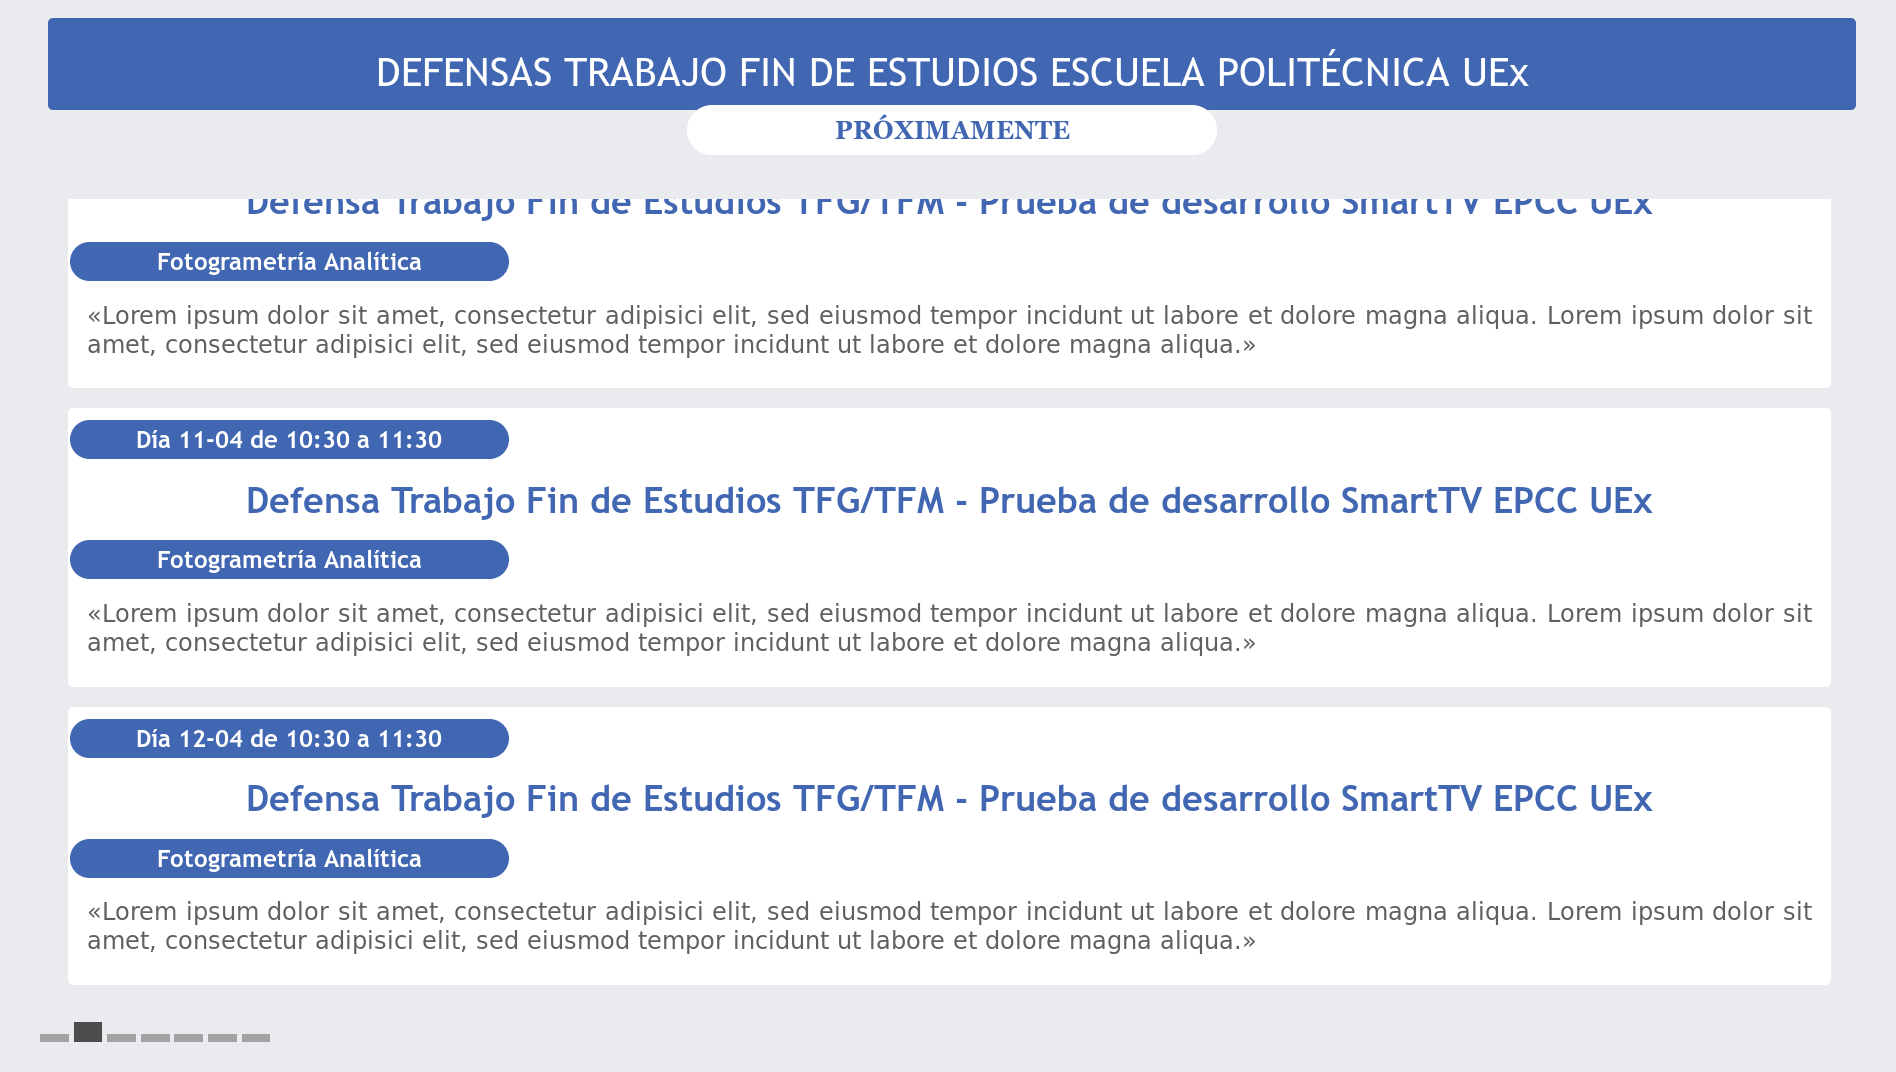 DEFENSAS TRABAJO FIN DE ESTUDIOS ESCUELA POLITÉCNICA UEx
PRÓXIMAMENTE
Defensa Trabajo Fin de Estudios TFG/TFM - Prueba de desarrollo SmartTV EPCC UEx
Fotogrametría Analítica
«Lorem ipsum dolor sit amet, consectetur adipisici elit, sed eiusmod tempor incidunt ut labore et dolore magna aliqua. Lorem ipsum dolor sit
amet, consectetur adipisici elit, sed eiusmod tempor incidunt ut labore et dolore magna aliqua.»
Día 11-04 de 10:30 a 11:30
Defensa Trabajo Fin de Estudios TFG/TFM - Prueba de desarrollo SmartTV EPCC UEx
Fotogrametría Analítica
«Lorem ipsum dolor sit amet, consectetur adipisici elit, sed eiusmod tempor incidunt ut labore et dolore magna aliqua. Lorem ipsum dolor sit
amet, consectetur adipisici elit, sed eiusmod tempor incidunt ut labore et dolore magna aliqua.»
Día 12-04 de 10:30 a 11:30
Defensa Trabajo Fin de Estudios TFG/TFM - Prueba de desarrollo SmartTV EPCC UEx
Fotogrametría Analítica
«Lorem ipsum dolor sit amet, consectetur adipisici elit, sed eiusmod tempor incidunt ut labore et dolore magna aliqua. Lorem ipsum dolor sit
amet, consectetur adipisici elit, sed eiusmod tempor incidunt ut labore et dolore magna aliqua.»